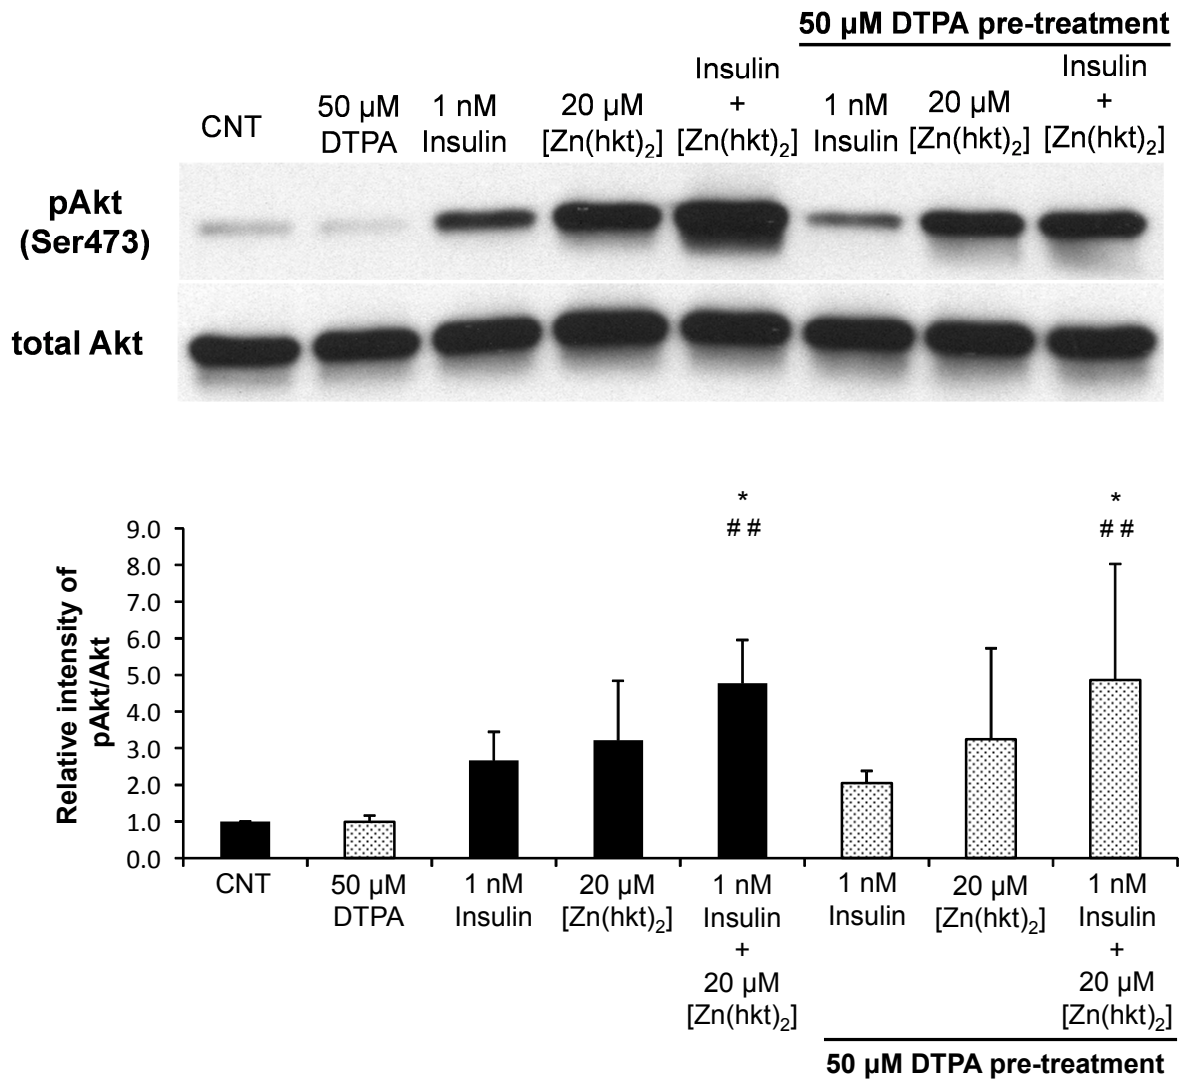 50 µM DTPA pre-treatment
CNT
50 µM
DTPA
1 nM
Insulin
20 µM
[Zn(hkt)₂]
Insulin
+
[Zn(hkt)₂]
1 nM
Insulin
20 µM
[Zn(hkt)₂]
Insulin
+
[Zn(hkt)₂]
pAkt
(Ser473)
total Akt
Relative intensity of
pAkt/Akt
9.0
8.0
7.0
6.0
5.0
4.0
3.0
2.0
1.0
0.0
*
# #
*
# #
CNT
50 µM
DTPA
1 nM
Insulin
20 µM
[Zn(hkt)₂]
1 nM
Insulin
+
20 µM
[Zn(hkt)₂]
1 nM
Insulin
20 µM
[Zn(hkt)₂]
1 nM
Insulin
+
20 µM
[Zn(hkt)₂]
50 µM DTPA pre-treatment